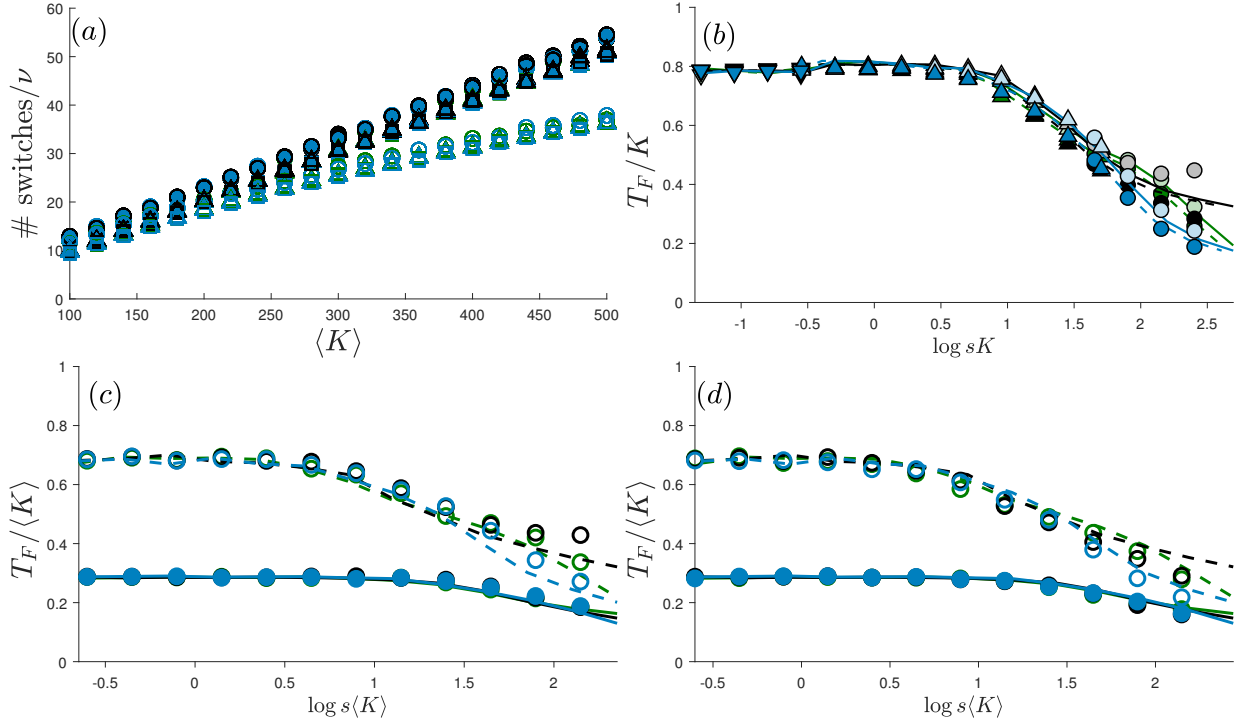 (a)
# switches/ν
60
50
40
30
20
10
0
100 150 200 250 300 350 400 450 500
⟨K⟩
(b)
T_F/K
1
0.8
0.6
0.4
0.2
0
-1 -0.5 0 0.5 1 1.5 2 2.5
log sK
(c)
T_F/⟨K⟩
1
0.8
0.6
0.4
0.2
0
-0.5 0 0.5 1 1.5 2
log s⟨K⟩
(d)
T_F/⟨K⟩
1
0.8
0.6
0.4
0.2
0
-0.5 0 0.5 1 1.5 2
log s⟨K⟩